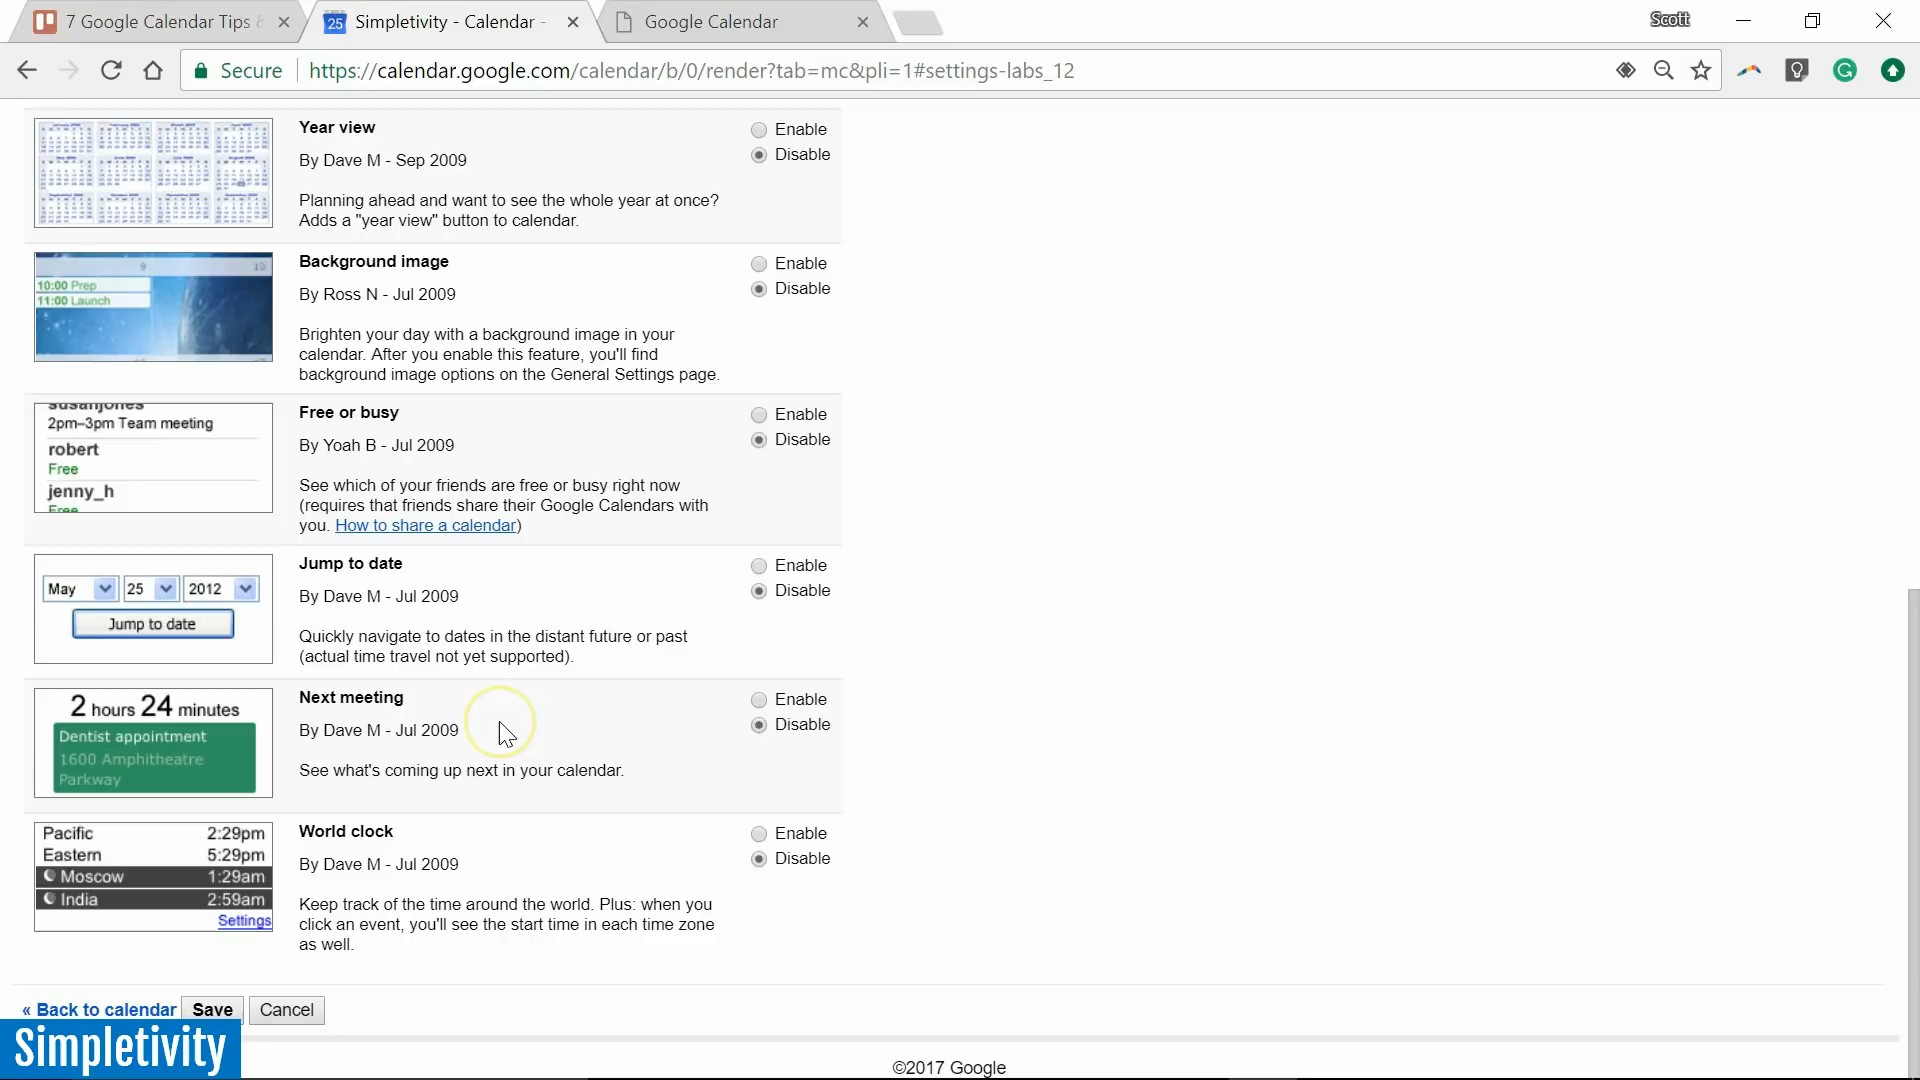 7 Google Calendar Tips &
Simpletivity - Calendar -
Google Calendar
Scott
Secure
https://calendar.google.com/calendar/b/0/render?tab=mc&pli=1#settings-labs_12
Year view
By Dave M - Sep 2009
Planning ahead and want to see the whole year at once?
Adds a "year view" button to calendar.
Enable
Disable
9
10:00 Prep
11:00 Launch
Background image
By Ross N - Jul 2009
Brighten your day with a background image in your
calendar. After you enable this feature, you'll find
background image options on the General Settings page.
Enable
Disable
susanjones
2pm–3pm Team meeting
robert
Free
jenny_h
Free
Free or busy
By Yoah B - Jul 2009
See which of your friends are free or busy right now
(requires that friends share their Google Calendars with
you. How to share a calendar)
Enable
Disable
May 25 2012
Jump to date
Jump to date
By Dave M - Jul 2009
Quickly navigate to dates in the distant future or past
(actual time travel not yet supported).
Enable
Disable
2 hours 24 minutes
Dentist appointment
1600 Amphitheatre
Parkway
Next meeting
By Dave M - Jul 2009
See what's coming up next in your calendar.
Enable
Disable
Pacific 2:29pm
Eastern 5:29pm
Moscow 1:29am
India 2:59am
Settings
World clock
By Dave M - Jul 2009
Keep track of the time around the world. Plus: when you
click an event, you'll see the start time in each time zone
as well.
Enable
Disable
« Back to calendar Save Cancel
Simpletivity
©2017 Google